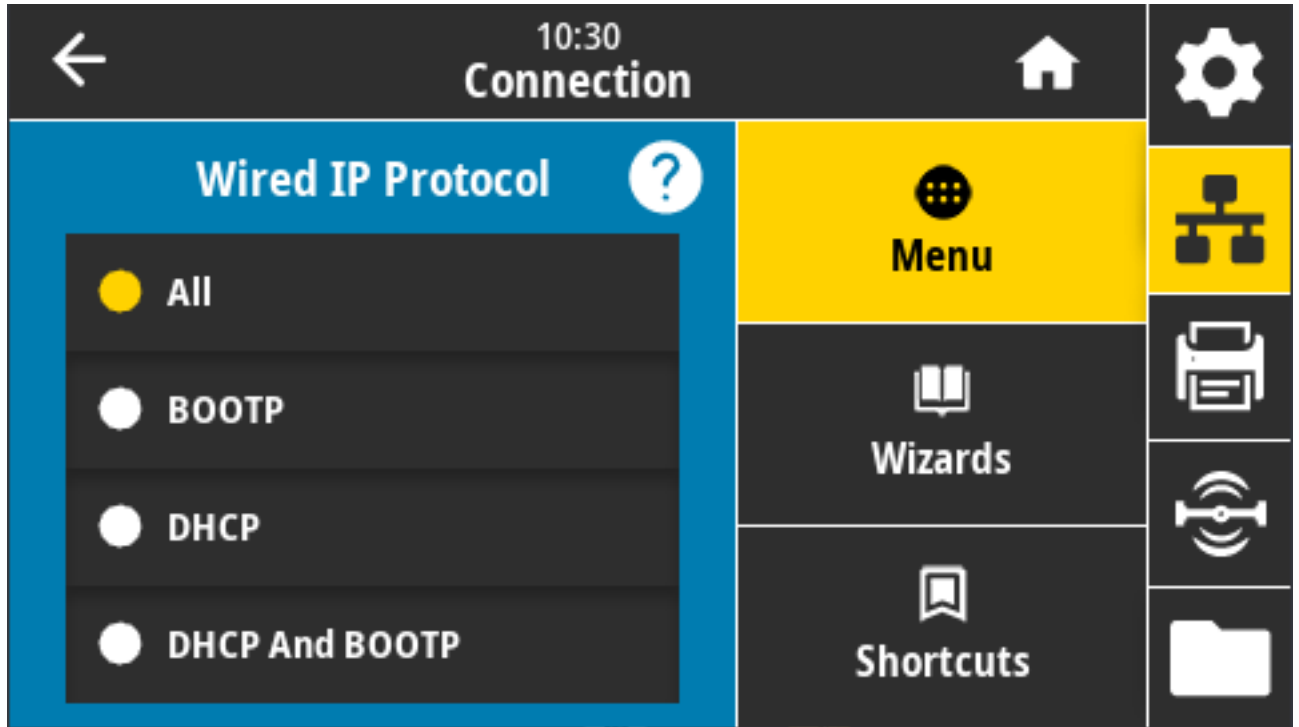 10:30
Connection
Wired IP Protocol
?
All
BOOTP
DHCP
DHCP And BOOTP
Menu
Wizards
Shortcuts